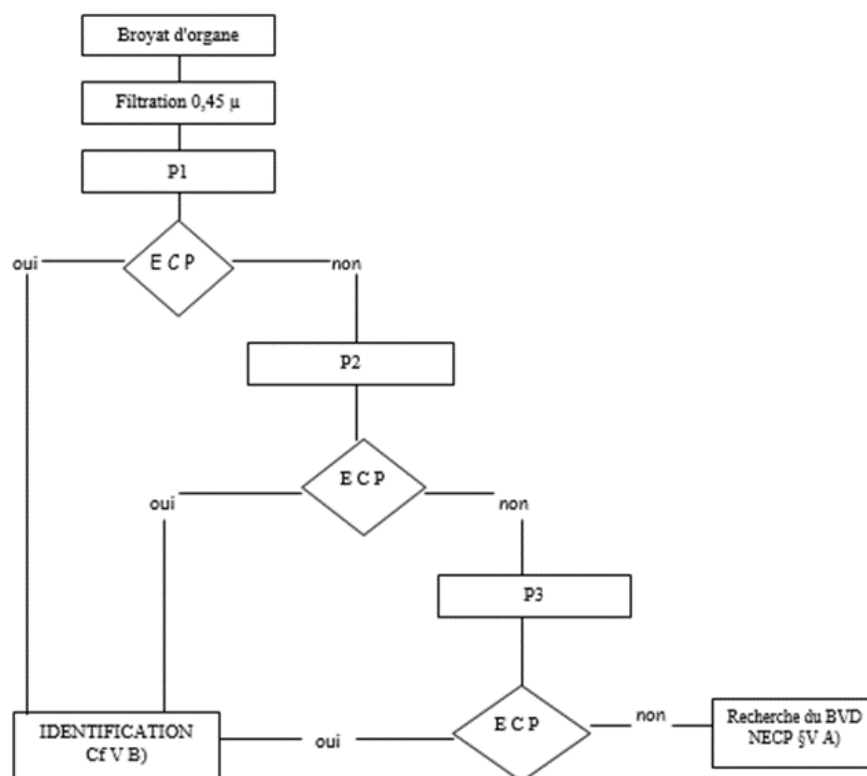 Broyat d'organe
Filtration 0,45 µ
P1
E C P
oui
non
P2
E C P
oui
non
P3
E C P
oui
non
IDENTIFICATION
Cf V B)
Recherche du BVD
NECP §V A)